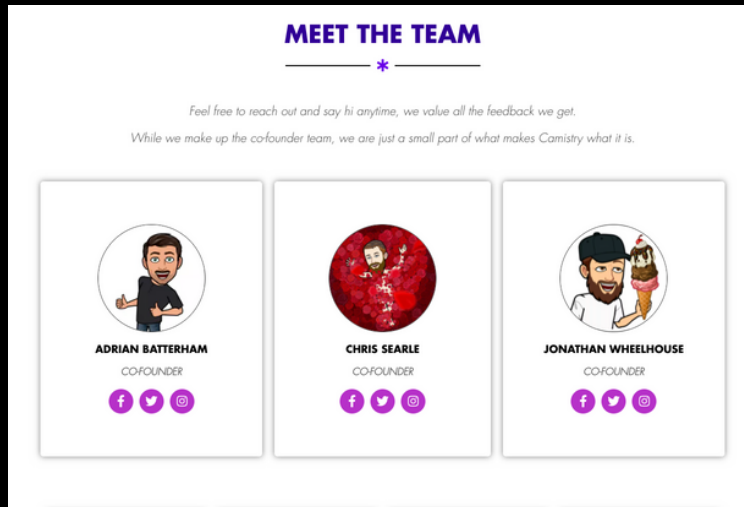 MEET THE TEAM
Feel free to reach out and say hi anytime, we value all the feedback we get.
While we make up the co-founder team, we are just a small part of what makes Camistry what it is.
ADRIAN BATTERHAM
CO-FOUNDER
CHRIS SEARLE
CO-FOUNDER
JONATHAN WHEELHOUSE
CO-FOUNDER